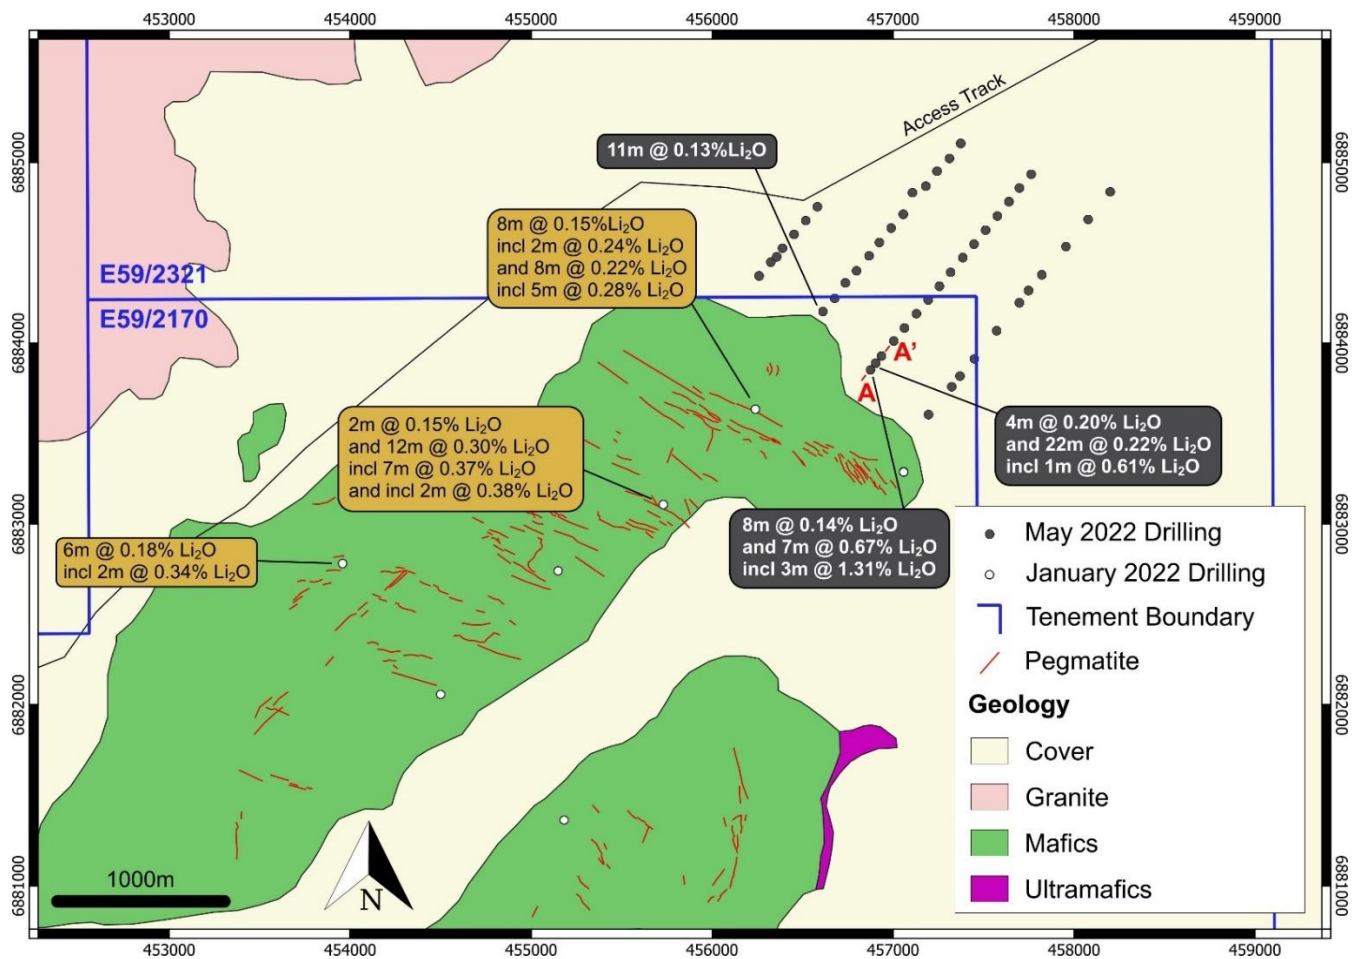 453000 454000 455000 456000 457000 458000 459000
6885000
6885000
Access Track
11m @ 0.13%Li₂O
8m @ 0.15%Li₂O
incl 2m @ 0.24% Li₂O
and 8m @ 0.22% Li₂O
incl 5m @ 0.28% Li₂O
E59/2321
E59/2170
6884000
6884000
A'
A
2m @ 0.15% Li₂O
and 12m @ 0.30% Li₂O
incl 7m @ 0.37% Li₂O
and incl 2m @ 0.38% Li₂O
4m @ 0.20% Li₂O
and 22m @ 0.22% Li₂O
incl 1m @ 0.61% Li₂O
6883000
6883000
8m @ 0.14% Li₂O
and 7m @ 0.67% Li₂O
incl 3m @ 1.31% Li₂O
6m @ 0.18% Li₂O
incl 2m @ 0.34% Li₂O
May 2022 Drilling
January 2022 Drilling
Tenement Boundary
Pegmatite
Geology
Cover
Granite
Mafics
Ultramafics
6882000
6882000
6881000
6881000
1000m
N
453000 454000 455000 456000 457000 458000 459000